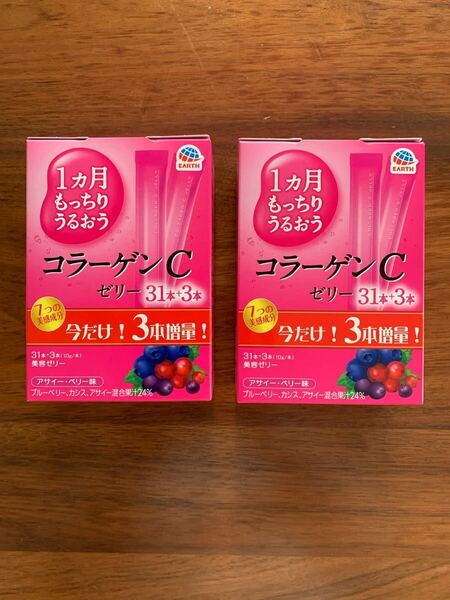 EARTH
1ヵ月
もっちり
うるおう
コラーゲンC
ゼリー 31本+3本
7つの
美感成分
今だけ!3本増量!
31本+3本(10g/本)
美容ゼリー
アサイー・ベリー味
ブルーベリー、カシス、アサイー混合果汁24%
EARTH
1ヵ月
もっちり
うるおう
コラーゲンC
ゼリー 31本+3本
7つの
美感成分
今だけ!3本増量!
31本+3本(10g/本)
美容ゼリー
アサイー・ベリー味
ブルーベリー、カシス、アサイー混合果汁24%